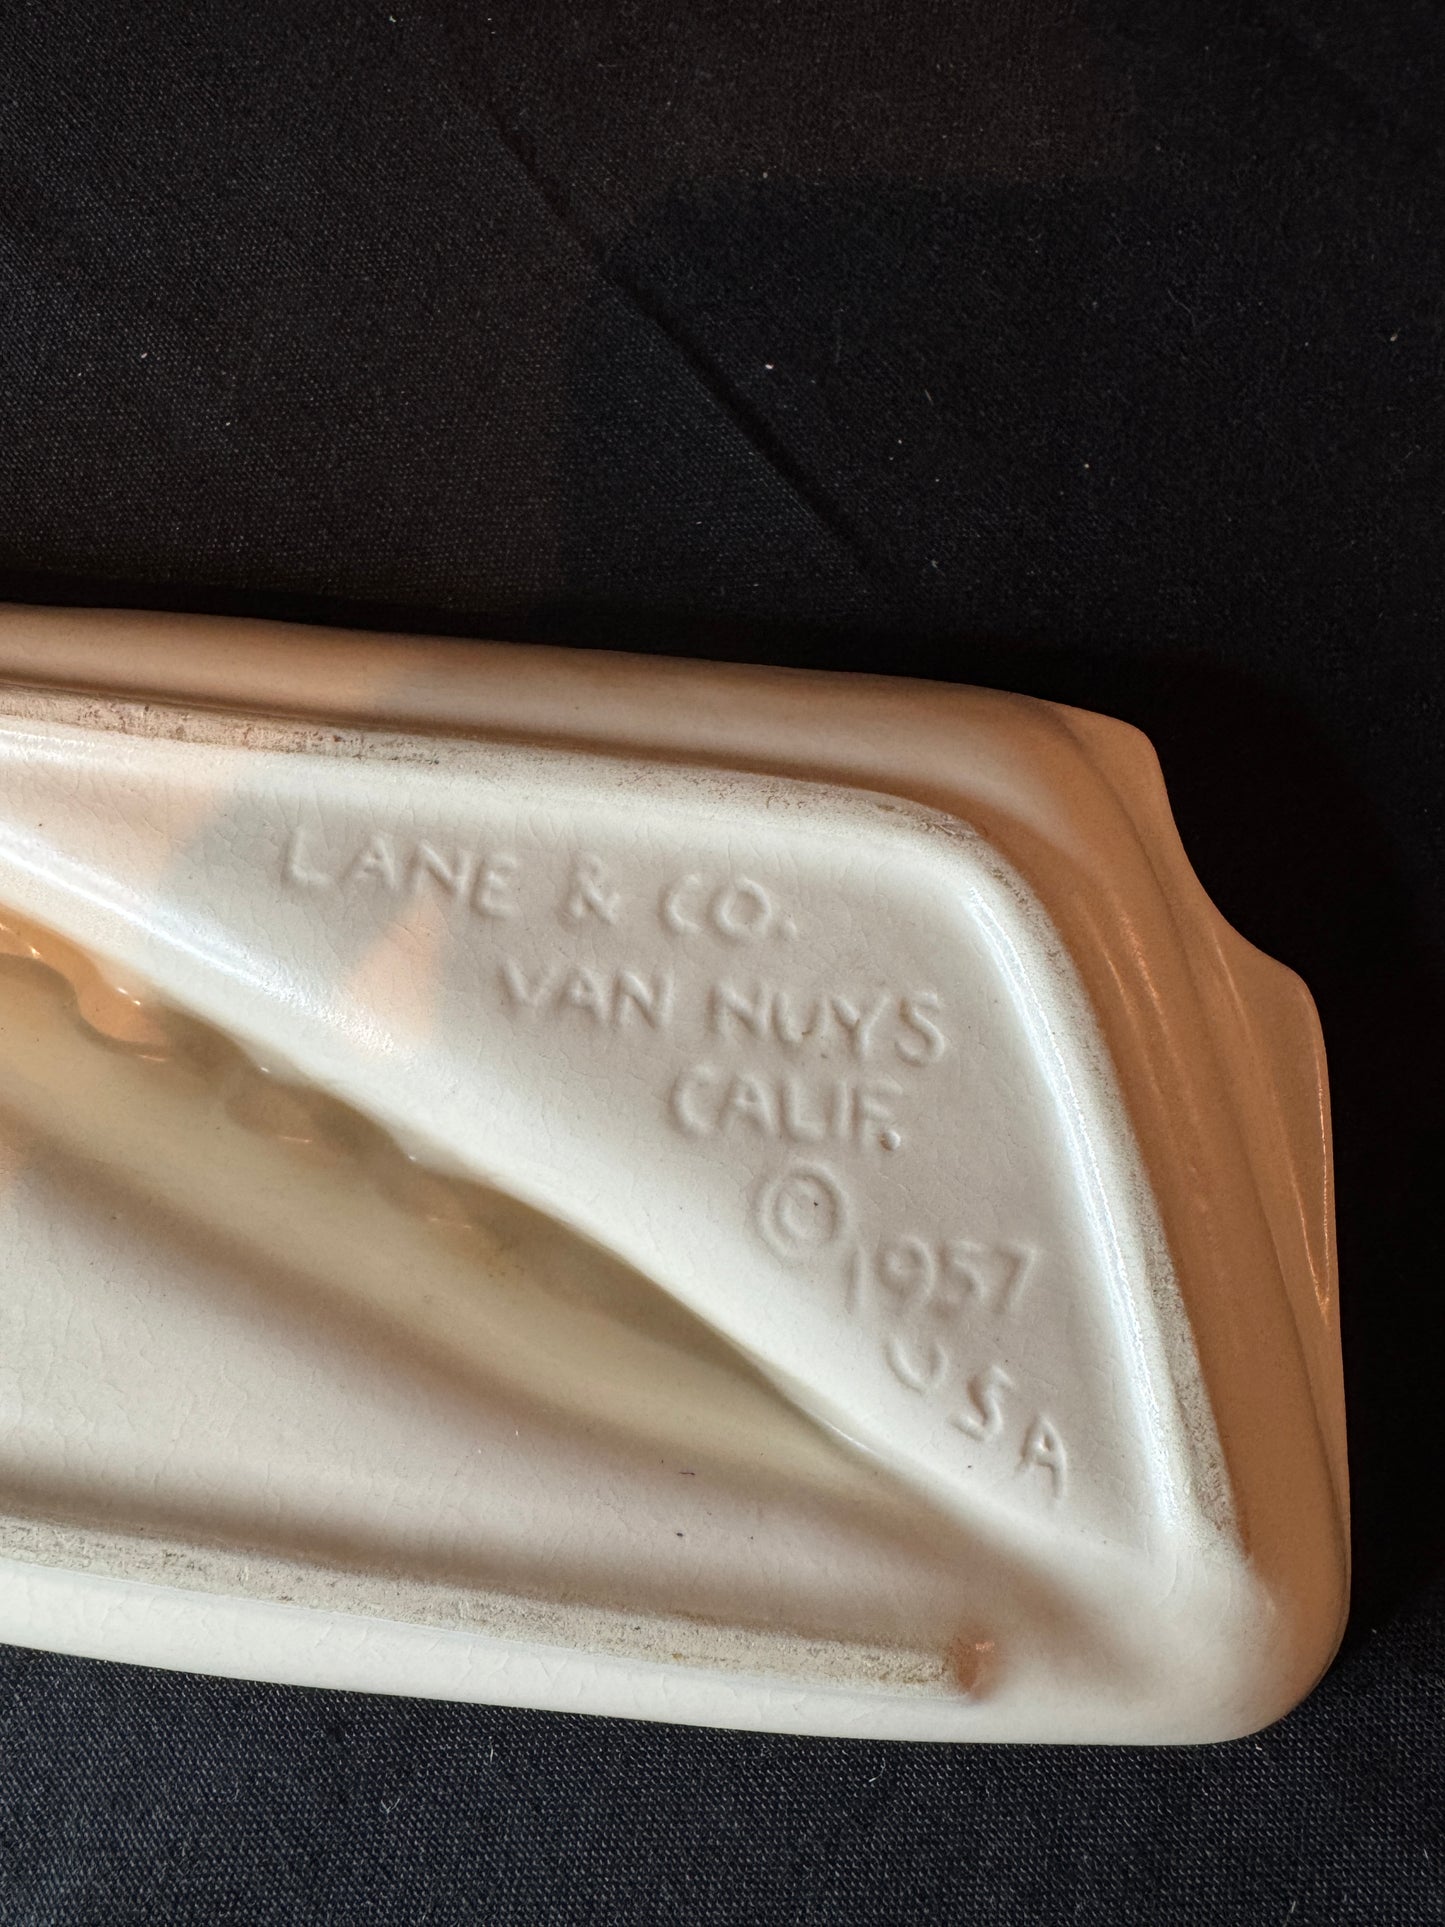 LANE & CO.
VAN NUYS
CALIF.
© 1957
USA